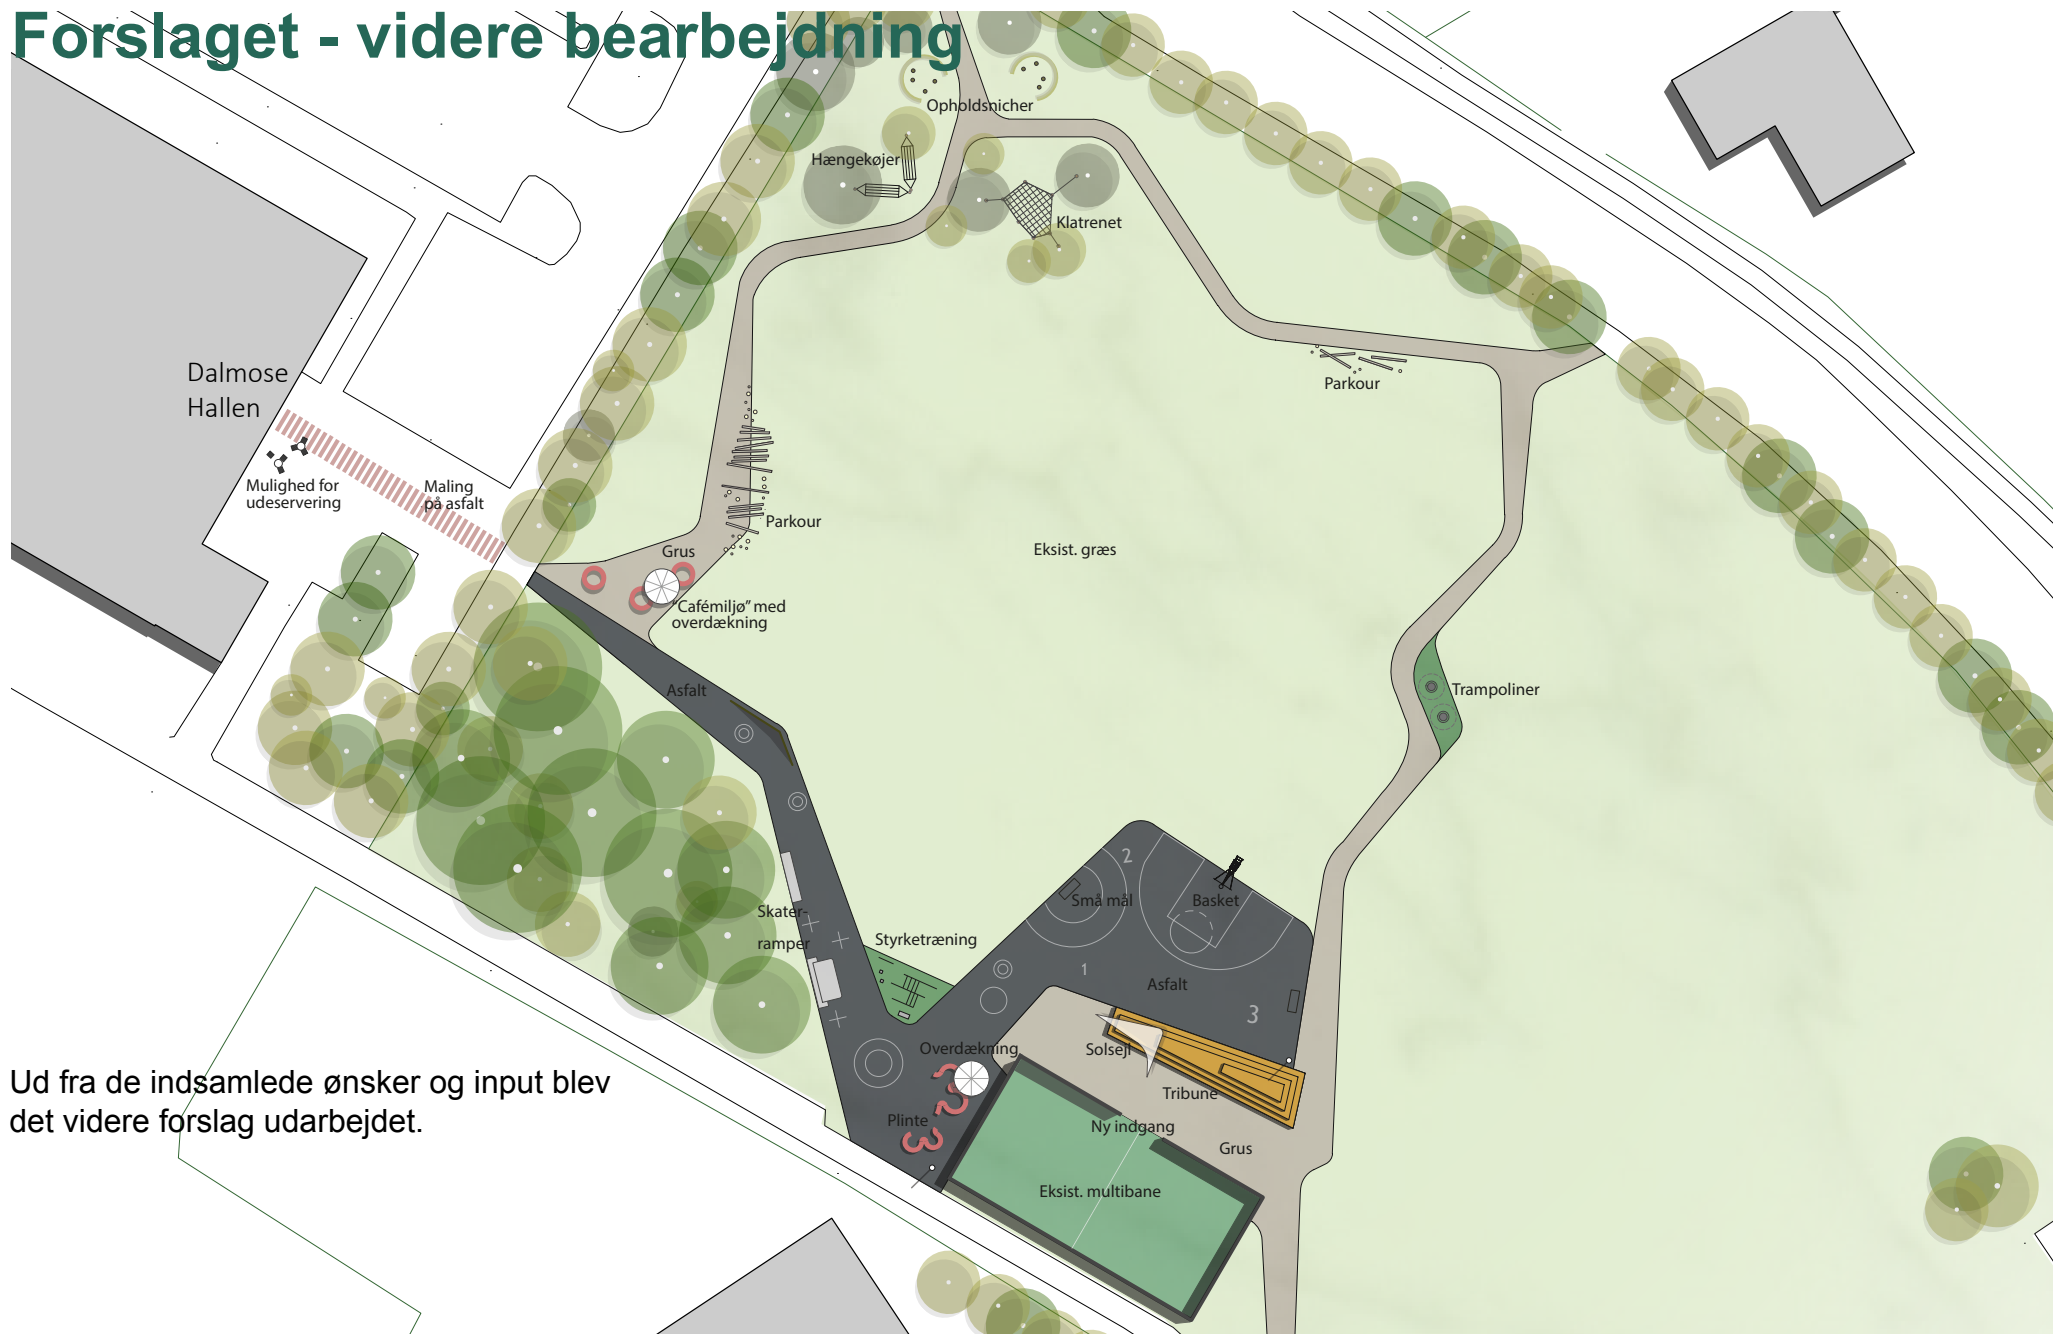 Forslaget - videre bearbejdning
Opholdsnicher
Hængekøjer
Klatrenet
Dalmose
Hallen
Parkour
Mulighed for
udeservering
Maling
på asfalt
Parkour
Grus
Eksist. græs
"Cafémiljø" med
overdækning
Asfalt
Trampoliner
2
Små mål
Basket
Skater-
ramper
Styrketræning
1
Asfalt
3
Overdækning
Solsejl
Tribune
Plinte
Ny indgang
Grus
Eksist. multibane
Ud fra de indsamlede ønsker og input blev
det videre forslag udarbejdet.